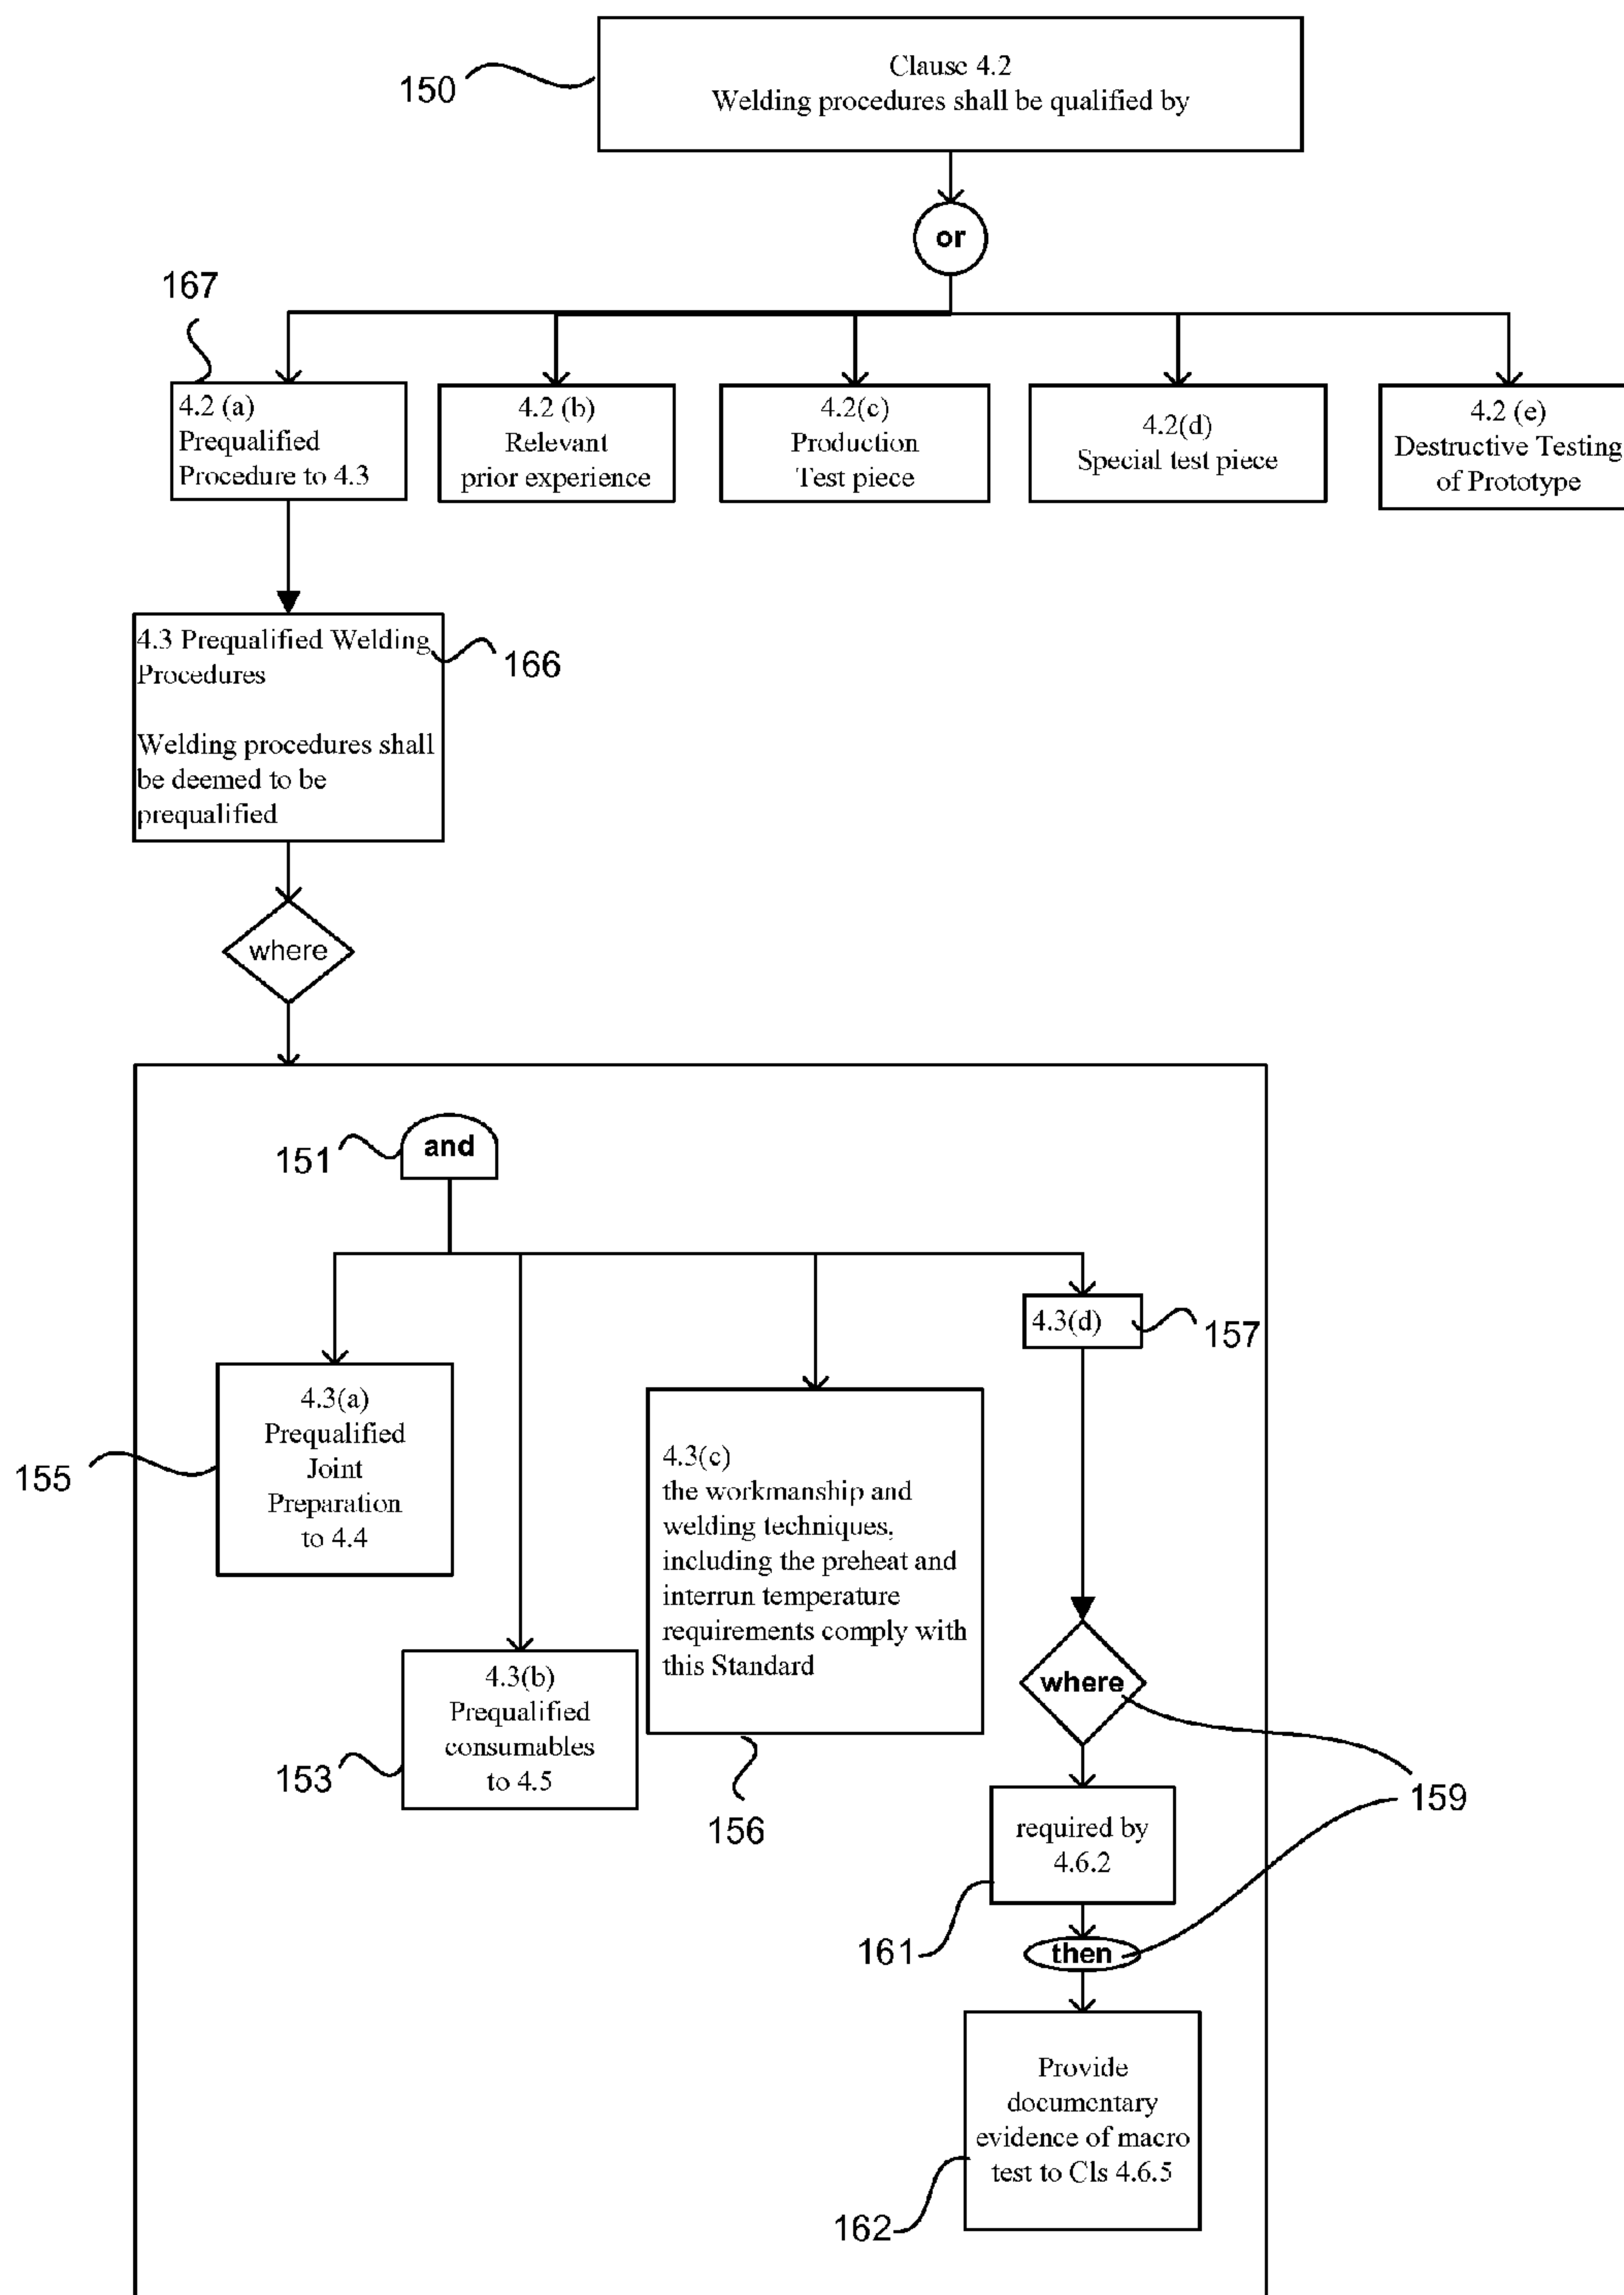 Clause 4.2
Welding procedures shall be qualified by
150
or
167
4.2 (a)
Prequalified
Procedure to 4.3
4.2 (b)
Relevant
prior experience
4.2(c)
Production
Test piece
4.2(d)
Special test piece
4.2 (e)
Destructive Testing
of Prototype
4.3 Prequalified Welding
Procedures
Welding procedures shall
be deemed to be
prequalified
166
where
151
and
4.3(d)
157
4.3(a)
Prequalified
Joint
Preparation
to 4.4
155
4.3(b)
Prequalified
consumables
to 4.5
153
4.3(c)
the workmanship and
welding techniques,
including the preheat and
interrun temperature
requirements comply with
this Standard
156
where
159
required by
4.6.2
161
then
Provide
documentary
evidence of macro
test to Cls 4.6.5
162